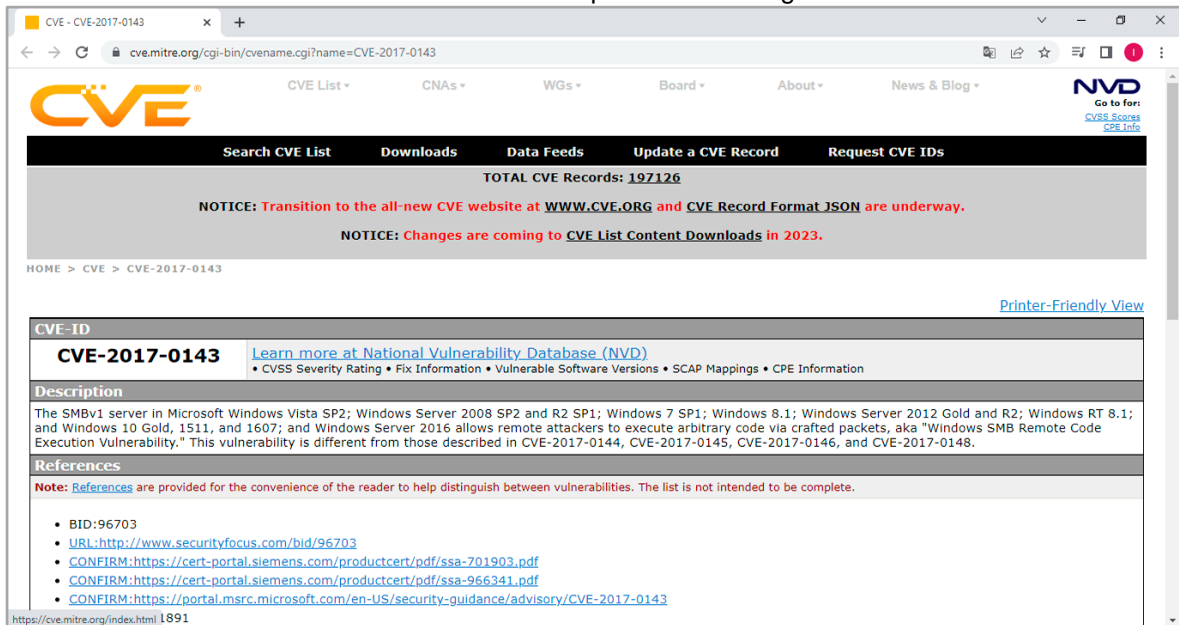 CVE - CVE-2017-0143
cve.mitre.org/cgi-bin/cvename.cgi?name=CVE-2017-0143
I
CVE®
CVE List CNAs WGs Board About News & Blog
NVD
Go to for:
CVSS Scores
CPE Info
Search CVE List Downloads Data Feeds Update a CVE Record Request CVE IDs
TOTAL CVE Records: 197126
NOTICE: Transition to the all-new CVE website at WWW.CVE.ORG and CVE Record Format JSON are underway.
NOTICE: Changes are coming to CVE List Content Downloads in 2023.
HOME > CVE > CVE-2017-0143
Printer-Friendly View
CVE-ID
CVE-2017-0143 Learn more at National Vulnerability Database (NVD)
• CVSS Severity Rating • Fix Information • Vulnerable Software Versions • SCAP Mappings • CPE Information
Description
The SMBv1 server in Microsoft Windows Vista SP2; Windows Server 2008 SP2 and R2 SP1; Windows 7 SP1; Windows 8.1; Windows Server 2012 Gold and R2; Windows RT 8.1;
and Windows 10 Gold, 1511, and 1607; and Windows Server 2016 allows remote attackers to execute arbitrary code via crafted packets, aka "Windows SMB Remote Code
Execution Vulnerability." This vulnerability is different from those described in CVE-2017-0144, CVE-2017-0145, CVE-2017-0146, and CVE-2017-0148.
References
Note: References are provided for the convenience of the reader to help distinguish between vulnerabilities. The list is not intended to be complete.
• BID:96703
• URL:http://www.securityfocus.com/bid/96703
• CONFIRM:https://cert-portal.siemens.com/productcert/pdf/ssa-701903.pdf
• CONFIRM:https://cert-portal.siemens.com/productcert/pdf/ssa-966341.pdf
• CONFIRM:https://portal.msrc.microsoft.com/en-US/security-guidance/advisory/CVE-2017-0143
https://cve.mitre.org/index.html 1891